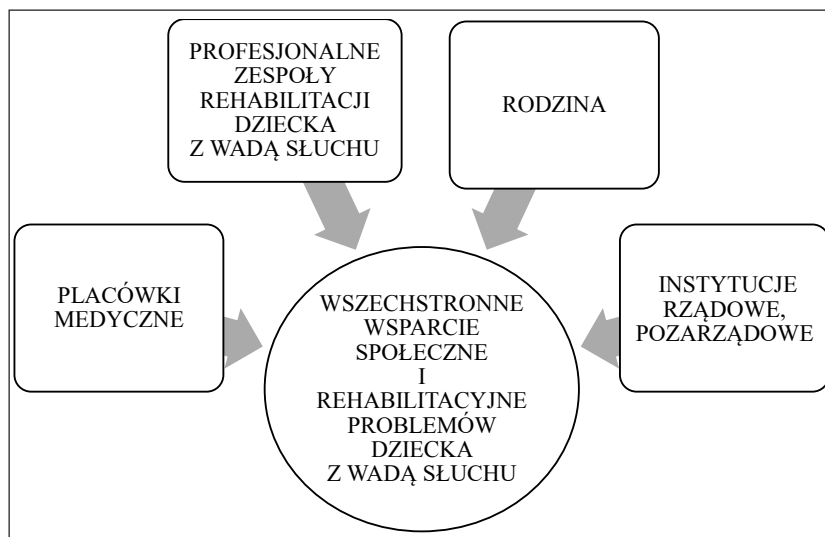 PROFESJONALNE
ZESPOŁY
REHABILITACJI
DZIECKA
Z WADĄ SŁUCHU
RODZINA
PLACÓWKI
MEDYCZNE
INSTYTUCJE
RZĄDOWE,
POZARZĄDOWE
WSZECHSTRONNE
WSPARCIE
SPOŁECZNE
I
REHABILITACYJNE
PROBLEMÓW
DZIECKA
Z WADĄ SŁUCHU